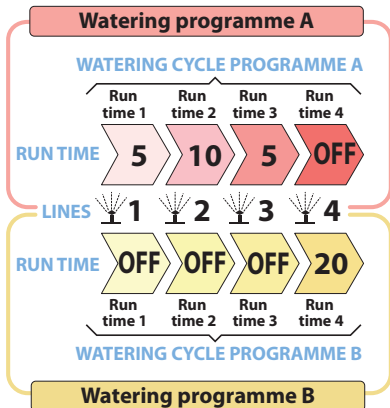 Watering programme A
WATERING CYCLE PROGRAMME A
Run time 1 Run time 2 Run time 3 Run time 4
RUN TIME 5 10 5 OFF
LINES 1 2 3 4
RUN TIME OFF OFF OFF 20
Run time 1 Run time 2 Run time 3 Run time 4
WATERING CYCLE PROGRAMME B
Watering programme B